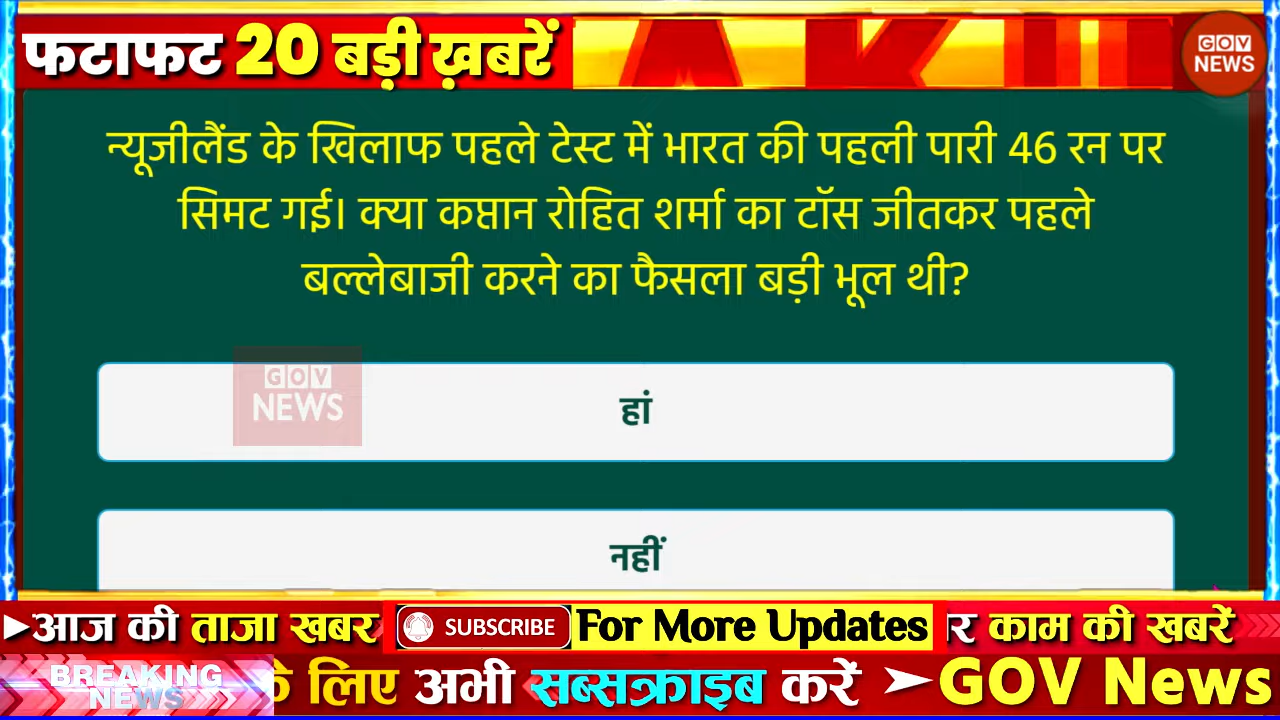 फटाफट 20 बड़ी ख़बरें
GOV
NEWS
न्यूजीलैंड के खिलाफ पहले टेस्ट में भारत की पहली पारी 46 रन पर
सिमट गई। क्या कप्तान रोहित शर्मा का टॉस जीतकर पहले
बल्लेबाजी करने का फैसला बड़ी भूल थी?
GOV
NEWS
हां
नहीं
आज की ताजा खबर SUBSCRIBE For More Updates र काम की खबरें
BREAKING
NEWS
के लिए अभी सब्सक्राइब करें ➤GOV News